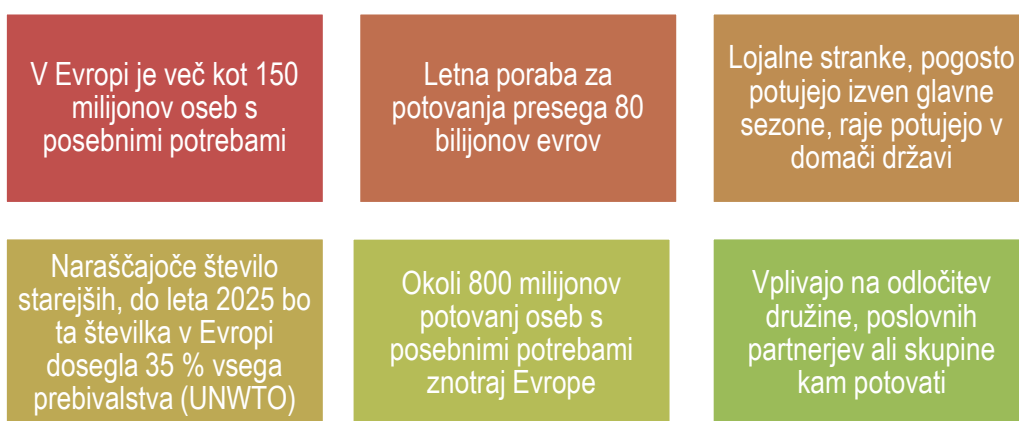 V Evropi je več kot 150
milijonov oseb s
posebnimi potrebami
Letna poraba za
potovanja presega 80
bilijonov evrov
Lojalne stranke, pogosto
potujejo izven glavne
sezone, raje potujejo v
domači državi
Naraščajoče število
starejših, do leta 2025 bo
ta številka v Evropi
dosegla 35 % vsega
prebivalstva (UNWTO)
Okoli 800 milijonov
potovanj oseb s
posebnimi potrebami
znotraj Evrope
Vplivajo na odločitev
družine, poslovnih
partnerjev ali skupine
kam potovati